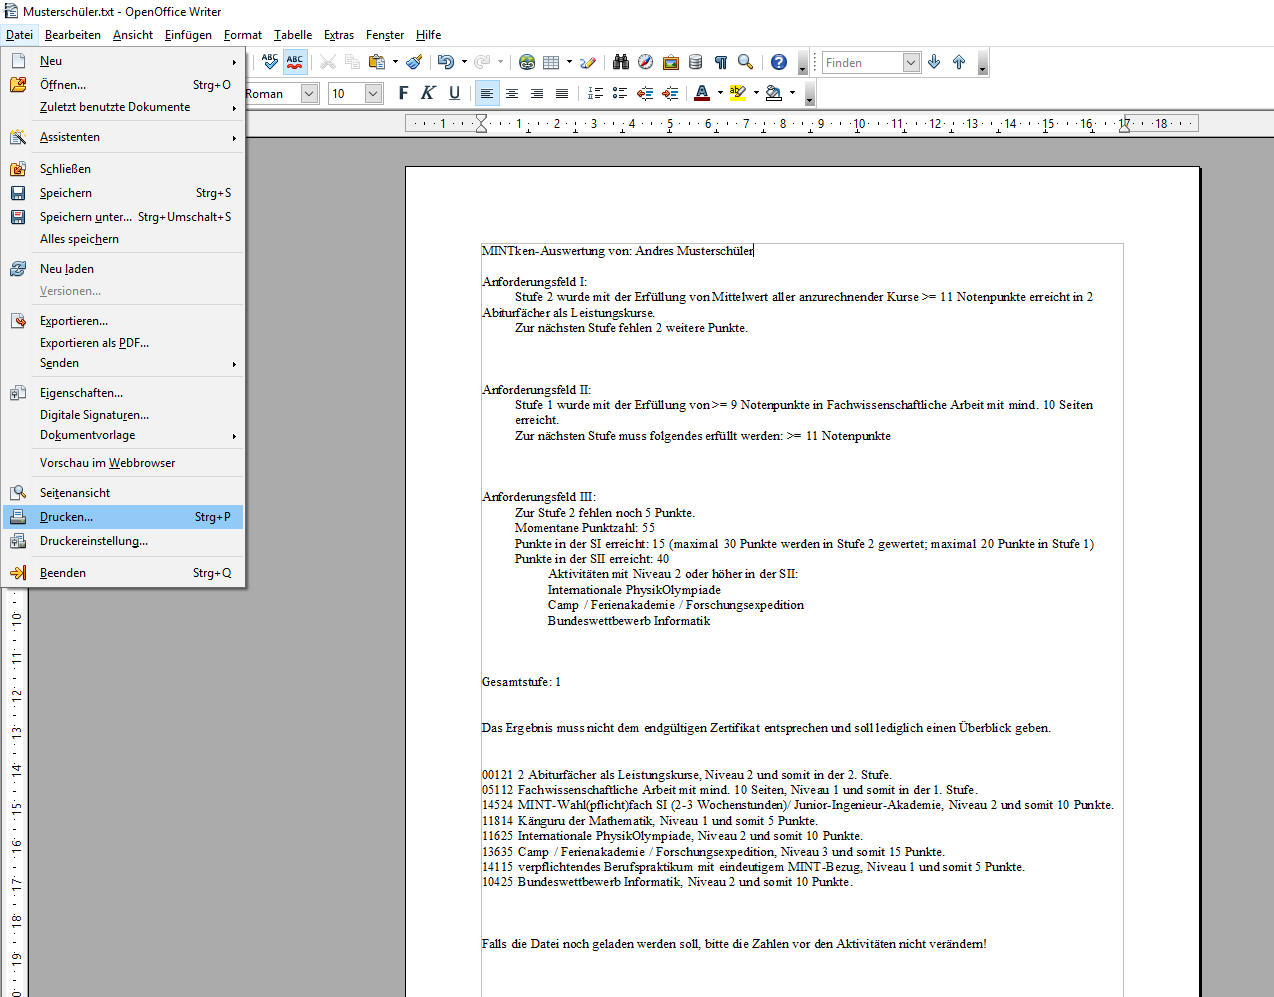 Musterschüler.txt - OpenOffice Writer
Datei Bearbeiten Ansicht Einfügen Format Tabelle Extras Fenster Hilfe
Neu
Öffnen... Strg+O
Zuletzt benutzte Dokumente
Assistenten
Schließen
Speichern Strg+S
Speichern unter... Strg+Umschalt+S
Alles speichern
Neu laden
Versionen...
Exportieren...
Exportieren als PDF...
Senden
Eigenschaften...
Digitale Signaturen...
Dokumentvorlage
Vorschau im Webbrowser
Seitenansicht
Drucken... Strg+P
Druckereinstellung...
Beenden Strg+Q
ABC ABC Finden
Roman 10 F K U A
1 1 2 3 4 5 6 7 8 9 10 11 12 13 14 15 16 17 18
10
11
12
13
14
15
16
17
18
19
MINTken-Auswertung von: Andres Musterschüler
Anforderungsfeld I:
Stufe 2 wurde mit der Erfüllung von Mittelwert aller anzurechnender Kurse >= 11 Notenpunkte erreicht in 2
Abiturfächer als Leistungskurse.
Zur nächsten Stufe fehlen 2 weitere Punkte.
Anforderungsfeld II:
Stufe 1 wurde mit der Erfüllung von >= 9 Notenpunkte in Fachwissenschaftliche Arbeit mit mind. 10 Seiten
erreicht.
Zur nächsten Stufe muss folgendes erfüllt werden: >= 11 Notenpunkte
Anforderungsfeld III:
Zur Stufe 2 fehlen noch 5 Punkte.
Momentane Punktzahl: 55
Punkte in der SI erreicht: 15 (maximal 30 Punkte werden in Stufe 2 gewertet; maximal 20 Punkte in Stufe 1)
Punkte in der SII erreicht: 40
Aktivitäten mit Niveau 2 oder höher in der SII:
Internationale PhysikOlympiade
Camp / Ferienakademie / Forschungsexpedition
Bundeswettbewerb Informatik
Gesamtstufe: 1
Das Ergebnis muss nicht dem endgültigen Zertifikat entsprechen und soll lediglich einen Überblick geben.
00121 2 Abiturfächer als Leistungskurse, Niveau 2 und somit in der 2. Stufe.
05112 Fachwissenschaftliche Arbeit mit mind. 10 Seiten, Niveau 1 und somit in der 1. Stufe.
14524 MINT-Wahl(pflicht)fach SI (2-3 Wochenstunden)/ Junior-Ingenieur-Akademie, Niveau 2 und somit 10 Punkte.
11814 Känguru der Mathematik, Niveau 1 und somit 5 Punkte.
11625 Internationale PhysikOlympiade, Niveau 2 und somit 10 Punkte.
13635 Camp / Ferienakademie / Forschungsexpedition, Niveau 3 und somit 15 Punkte.
14115 verpflichtendes Berufspraktikum mit eindeutigem MINT-Bezug, Niveau 1 und somit 5 Punkte.
10425 Bundeswettbewerb Informatik, Niveau 2 und somit 10 Punkte.
Falls die Datei noch geladen werden soll, bitte die Zahlen vor den Aktivitäten nicht verändern!